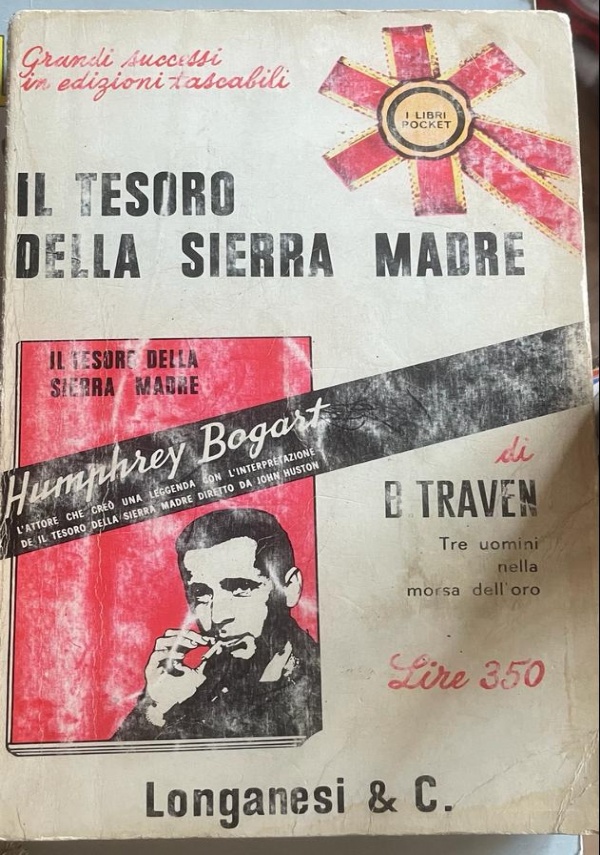 Grandi successi
in edizioni tascabili
I LIBRI
POCKET
IL TESORO
DELLA SIERRA MADRE
IL TESORO DELLA
SIERRA MADRE
Humphrey Bogart
L'ATTORE CHE CREÒ UNA LEGGENDA CON L'INTERPRETAZIONE
DE IL TESORO DELLA SIERRA MADRE DIRETTO DA JOHN HUSTON
di
B TRAVEN
Tre uomini
nella
morsa dell'oro
Lire 350
Longanesi & C.